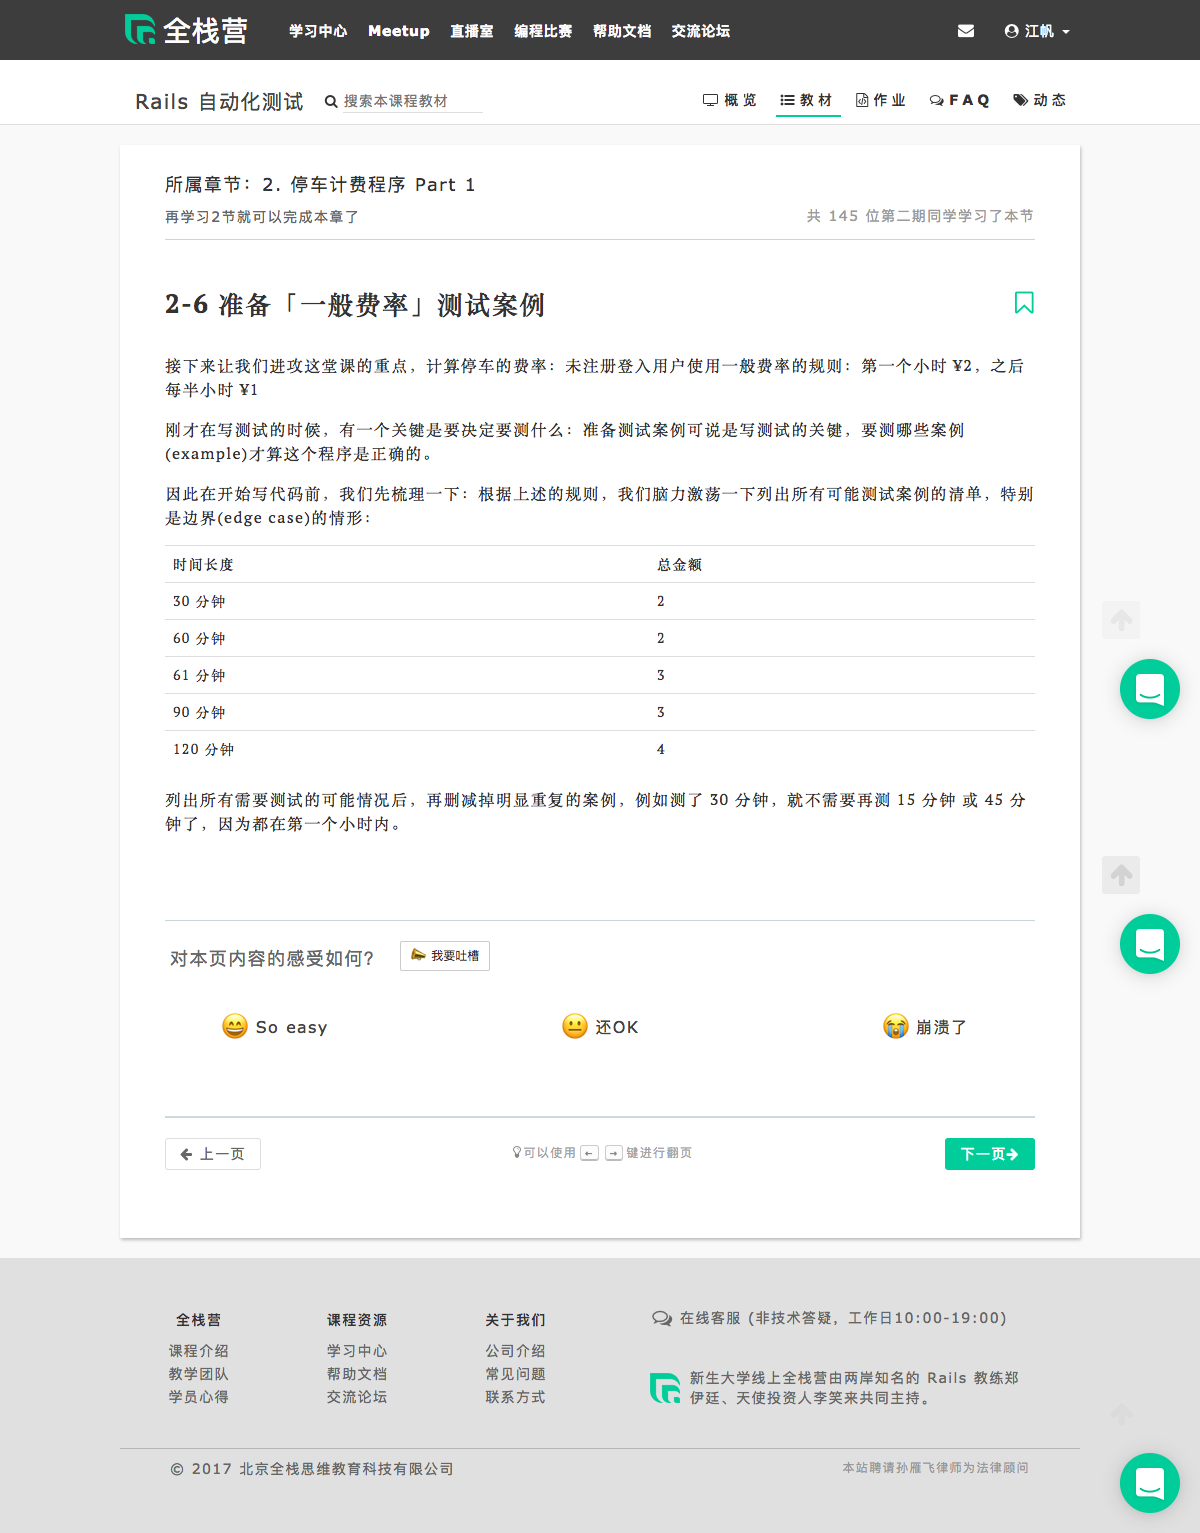 全栈营 学习中心 Meetup 直播室 编程比赛 帮助文档 交流论坛 江帆
Rails 自动化测试 搜索本课程教材 概览 教材 作业 FAQ 动态
所属章节：2. 停车计费程序 Part 1
再学习2节就可以完成本章了 共 145 位第二期同学学习了本节
2-6 准备「一般费率」测试案例
接下来让我们进攻这堂课的重点，计算停车的费率：未注册登入用户使用一般费率的规则：第一个小时 ¥2，之后
每半小时 ¥1
刚才在写测试的时候，有一个关键是要决定要测什么：准备测试案例可说是写测试的关键，要测哪些案例
(example)才算这个程序是正确的。
因此在开始写代码前，我们先梳理一下：根据上述的规则，我们脑力激荡一下列出所有可能测试案例的清单，特别
是边界(edge case)的情形：
时间长度 总金额
30 分钟 2
60 分钟 2
61 分钟 3
90 分钟 3
120 分钟 4
列出所有需要测试的可能情况后，再删减掉明显重复的案例，例如测了 30 分钟，就不需要再测 15 分钟 或 45 分
钟了，因为都在第一个小时内。
对本页内容的感受如何? 我要吐槽
So easy 还OK 崩溃了
上一页 可以使用 ← → 键进行翻页 下一页
全栈营 课程资源 关于我们 在线客服 (非技术答疑，工作日10:00-19:00)
课程介绍 学习中心 公司介绍
教学团队 帮助文档 常见问题
学员心得 交流论坛 联系方式
新生大学线上全栈营由两岸知名的 Rails 教练郑
伊廷、天使投资人李笑来共同主持。
© 2017 北京全栈思维教育科技有限公司 本站聘请孙雁飞律师为法律顾问